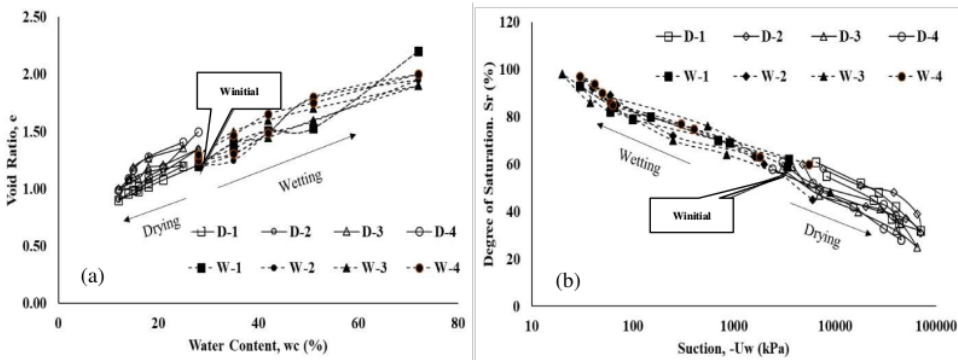 2.50
2.00
1.50
1.00
0.50
0.00
Void Ratio, e
Winitial
Wetting
Drying
D-1 D-2 D-3 D-4
W-1 W-2 W-3 W-4
(a)
0 20 40 60 80
Water Content, wc (%)
120
100
80
60
40
20
0
Degree of Saturation. Sr (%)
D-1 D-2 D-3 D-4
W-1 W-2 W-3 W-4
Wetting
Winitial
Drying
(b)
10 100 1000 10000 100000
Suction, -Uw (kPa)